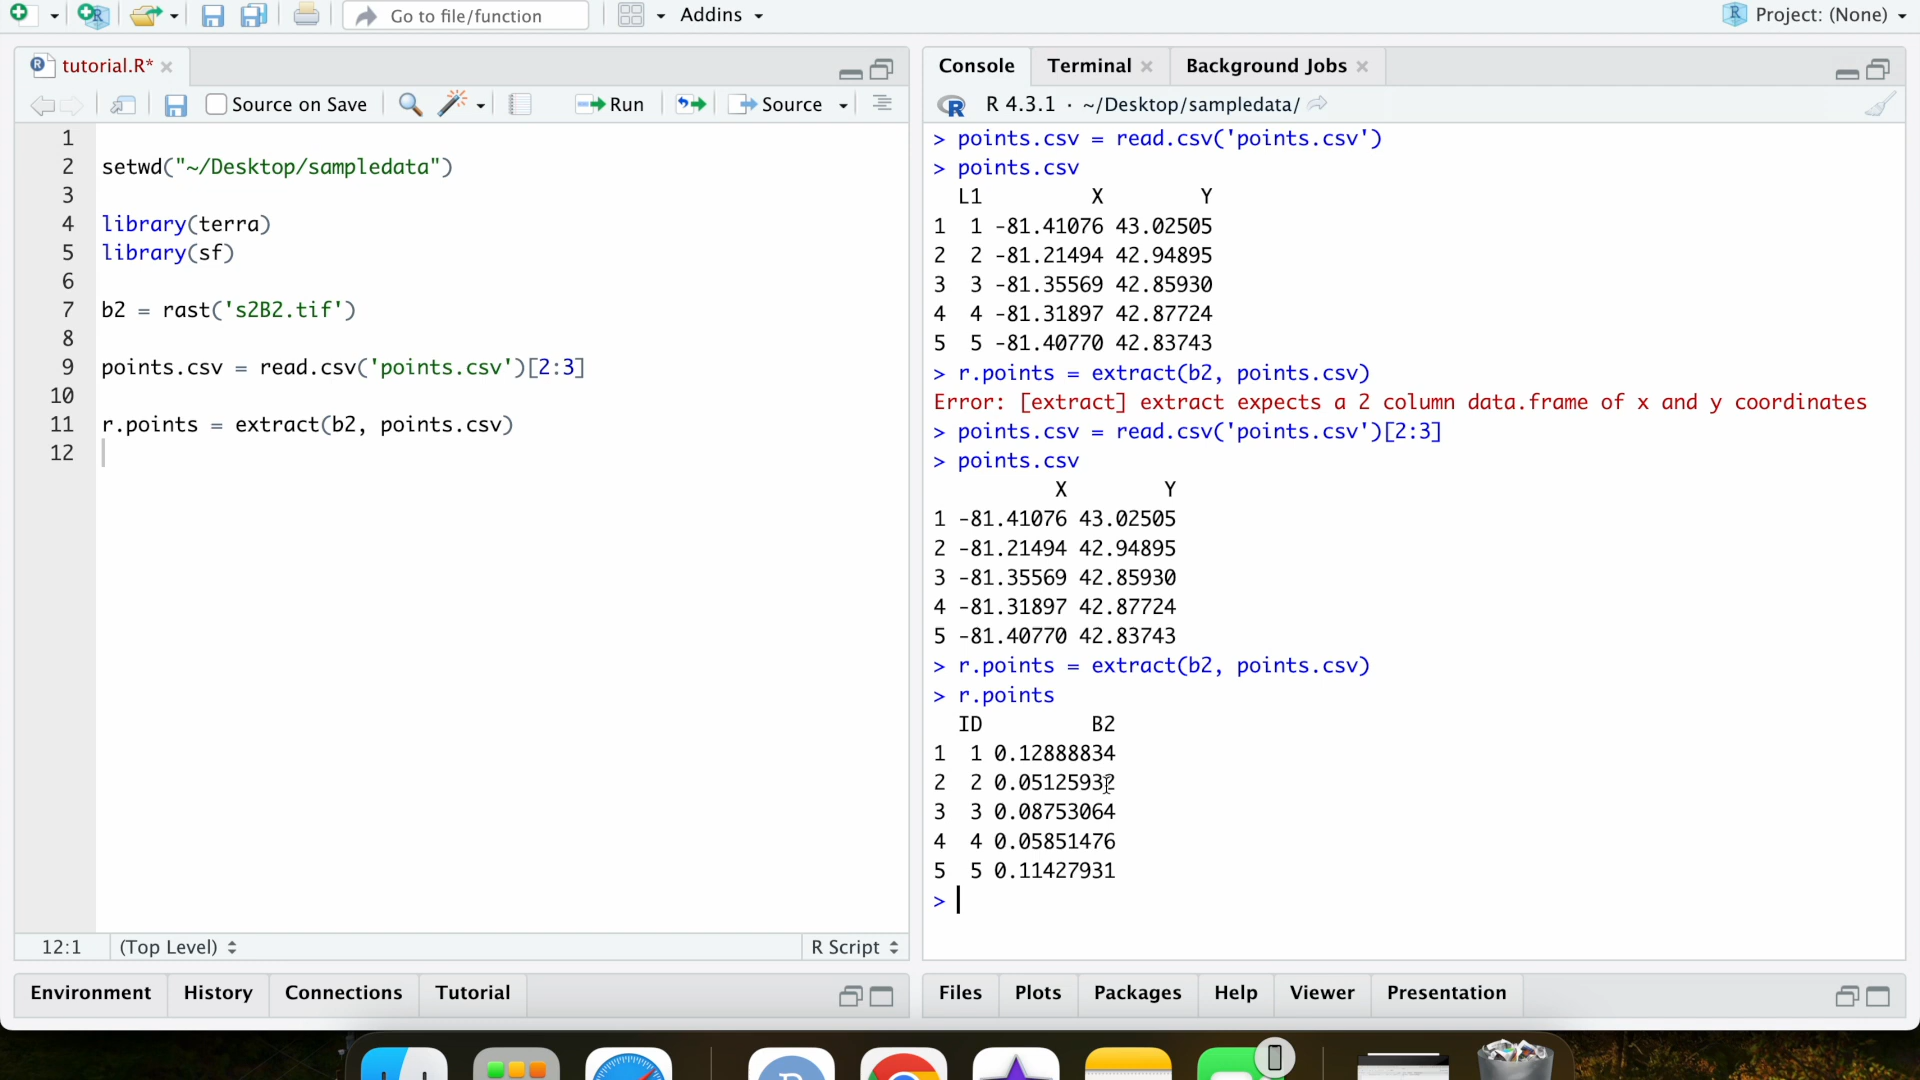 Go to file/function
Addins
Project: (None)
tutorial.R*
Source on Save
Run
Source
1
2 setwd("~/Desktop/sampledata")
3
4 library(terra)
5 library(sf)
6
7 b2 = rast('s2B2.tif')
8
9 points.csv = read.csv('points.csv')[2:3]
10
11 r.points = extract(b2, points.csv)
12
12:1 (Top Level) R Script
Environment History Connections Tutorial
Console Terminal Background Jobs
R 4.3.1 · ~/Desktop/sampledata/
> points.csv = read.csv('points.csv')
> points.csv
L1 X Y
1 1 -81.41076 43.02505
2 2 -81.21494 42.94895
3 3 -81.35569 42.85930
4 4 -81.31897 42.87724
5 5 -81.40770 42.83743
> r.points = extract(b2, points.csv)
Error: [extract] extract expects a 2 column data.frame of x and y coordinates
> points.csv = read.csv('points.csv')[2:3]
> points.csv
X Y
1 -81.41076 43.02505
2 -81.21494 42.94895
3 -81.35569 42.85930
4 -81.31897 42.87724
5 -81.40770 42.83743
> r.points = extract(b2, points.csv)
> r.points
ID B2
1 1 0.12888834
2 2 0.05125932
3 3 0.08753064
4 4 0.05851476
5 5 0.11427931
>
Files Plots Packages Help Viewer Presentation